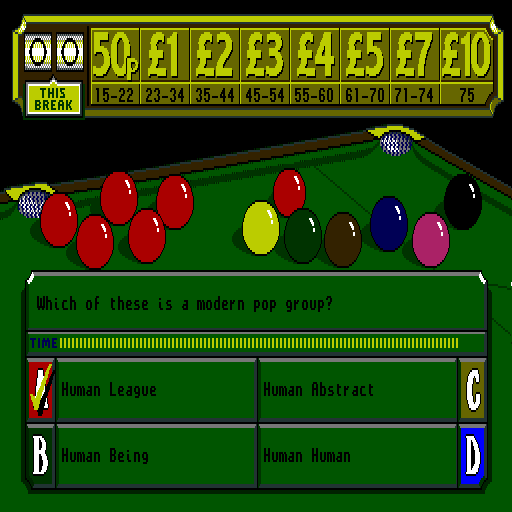 0 0 50p £1 £2 £3 £4 £5 £7 £10
THIS BREAK 15-22 23-34 35-44 45-54 55-60 61-70 71-74 75
Which of these is a modern pop group?
TIME
A Human League Human Abstract C
B Human Being Human Human D